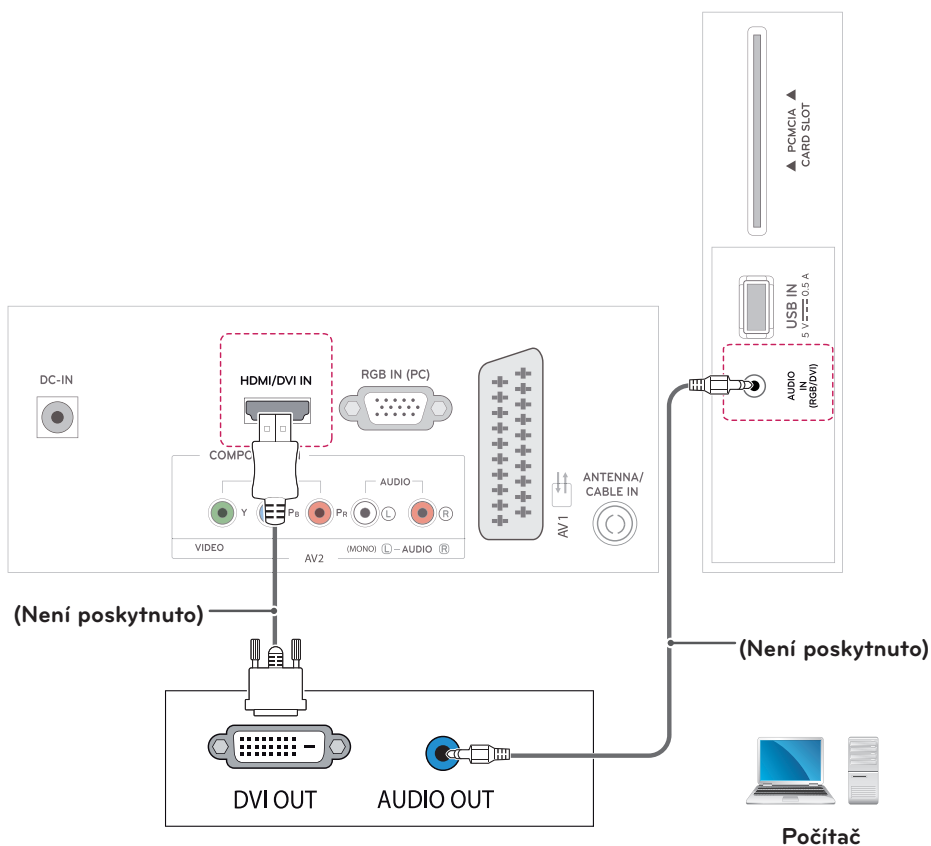 ▲ PCMCIA ▲
CARD SLOT
USB IN
5 V 0.5 A
AUDIO
IN
(RGB/DVI)
DC-IN
HDMI/DVI IN
RGB IN (PC)
AUDIO
Y
PB
PR
L
R
VIDEO
AV2
(MONO) L – AUDIO R
AV1
ANTENNA/
CABLE IN
(Není poskytnuto)
(Není poskytnuto)
DVI OUT
AUDIO OUT
Počítač